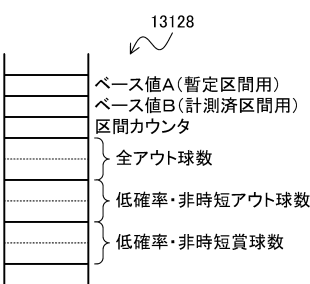 13128
ベース値A(暫定区間用)
ベース値B(計測済区間用)
区間カウンタ
全アウト球数
低確率・非時短アウト球数
低確率・非時短賞球数